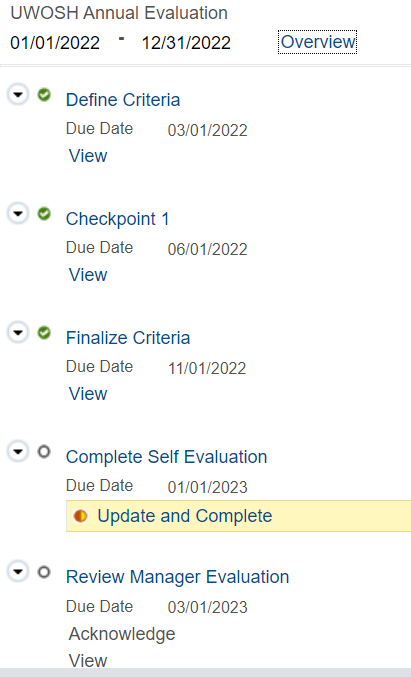 UWOSH Annual Evaluation
01/01/2022 - 12/31/2022 Overview
Define Criteria
Due Date 03/01/2022
View
Checkpoint 1
Due Date 06/01/2022
View
Finalize Criteria
Due Date 11/01/2022
View
Complete Self Evaluation
Due Date 01/01/2023
Update and Complete
Review Manager Evaluation
Due Date 03/01/2023
Acknowledge
View